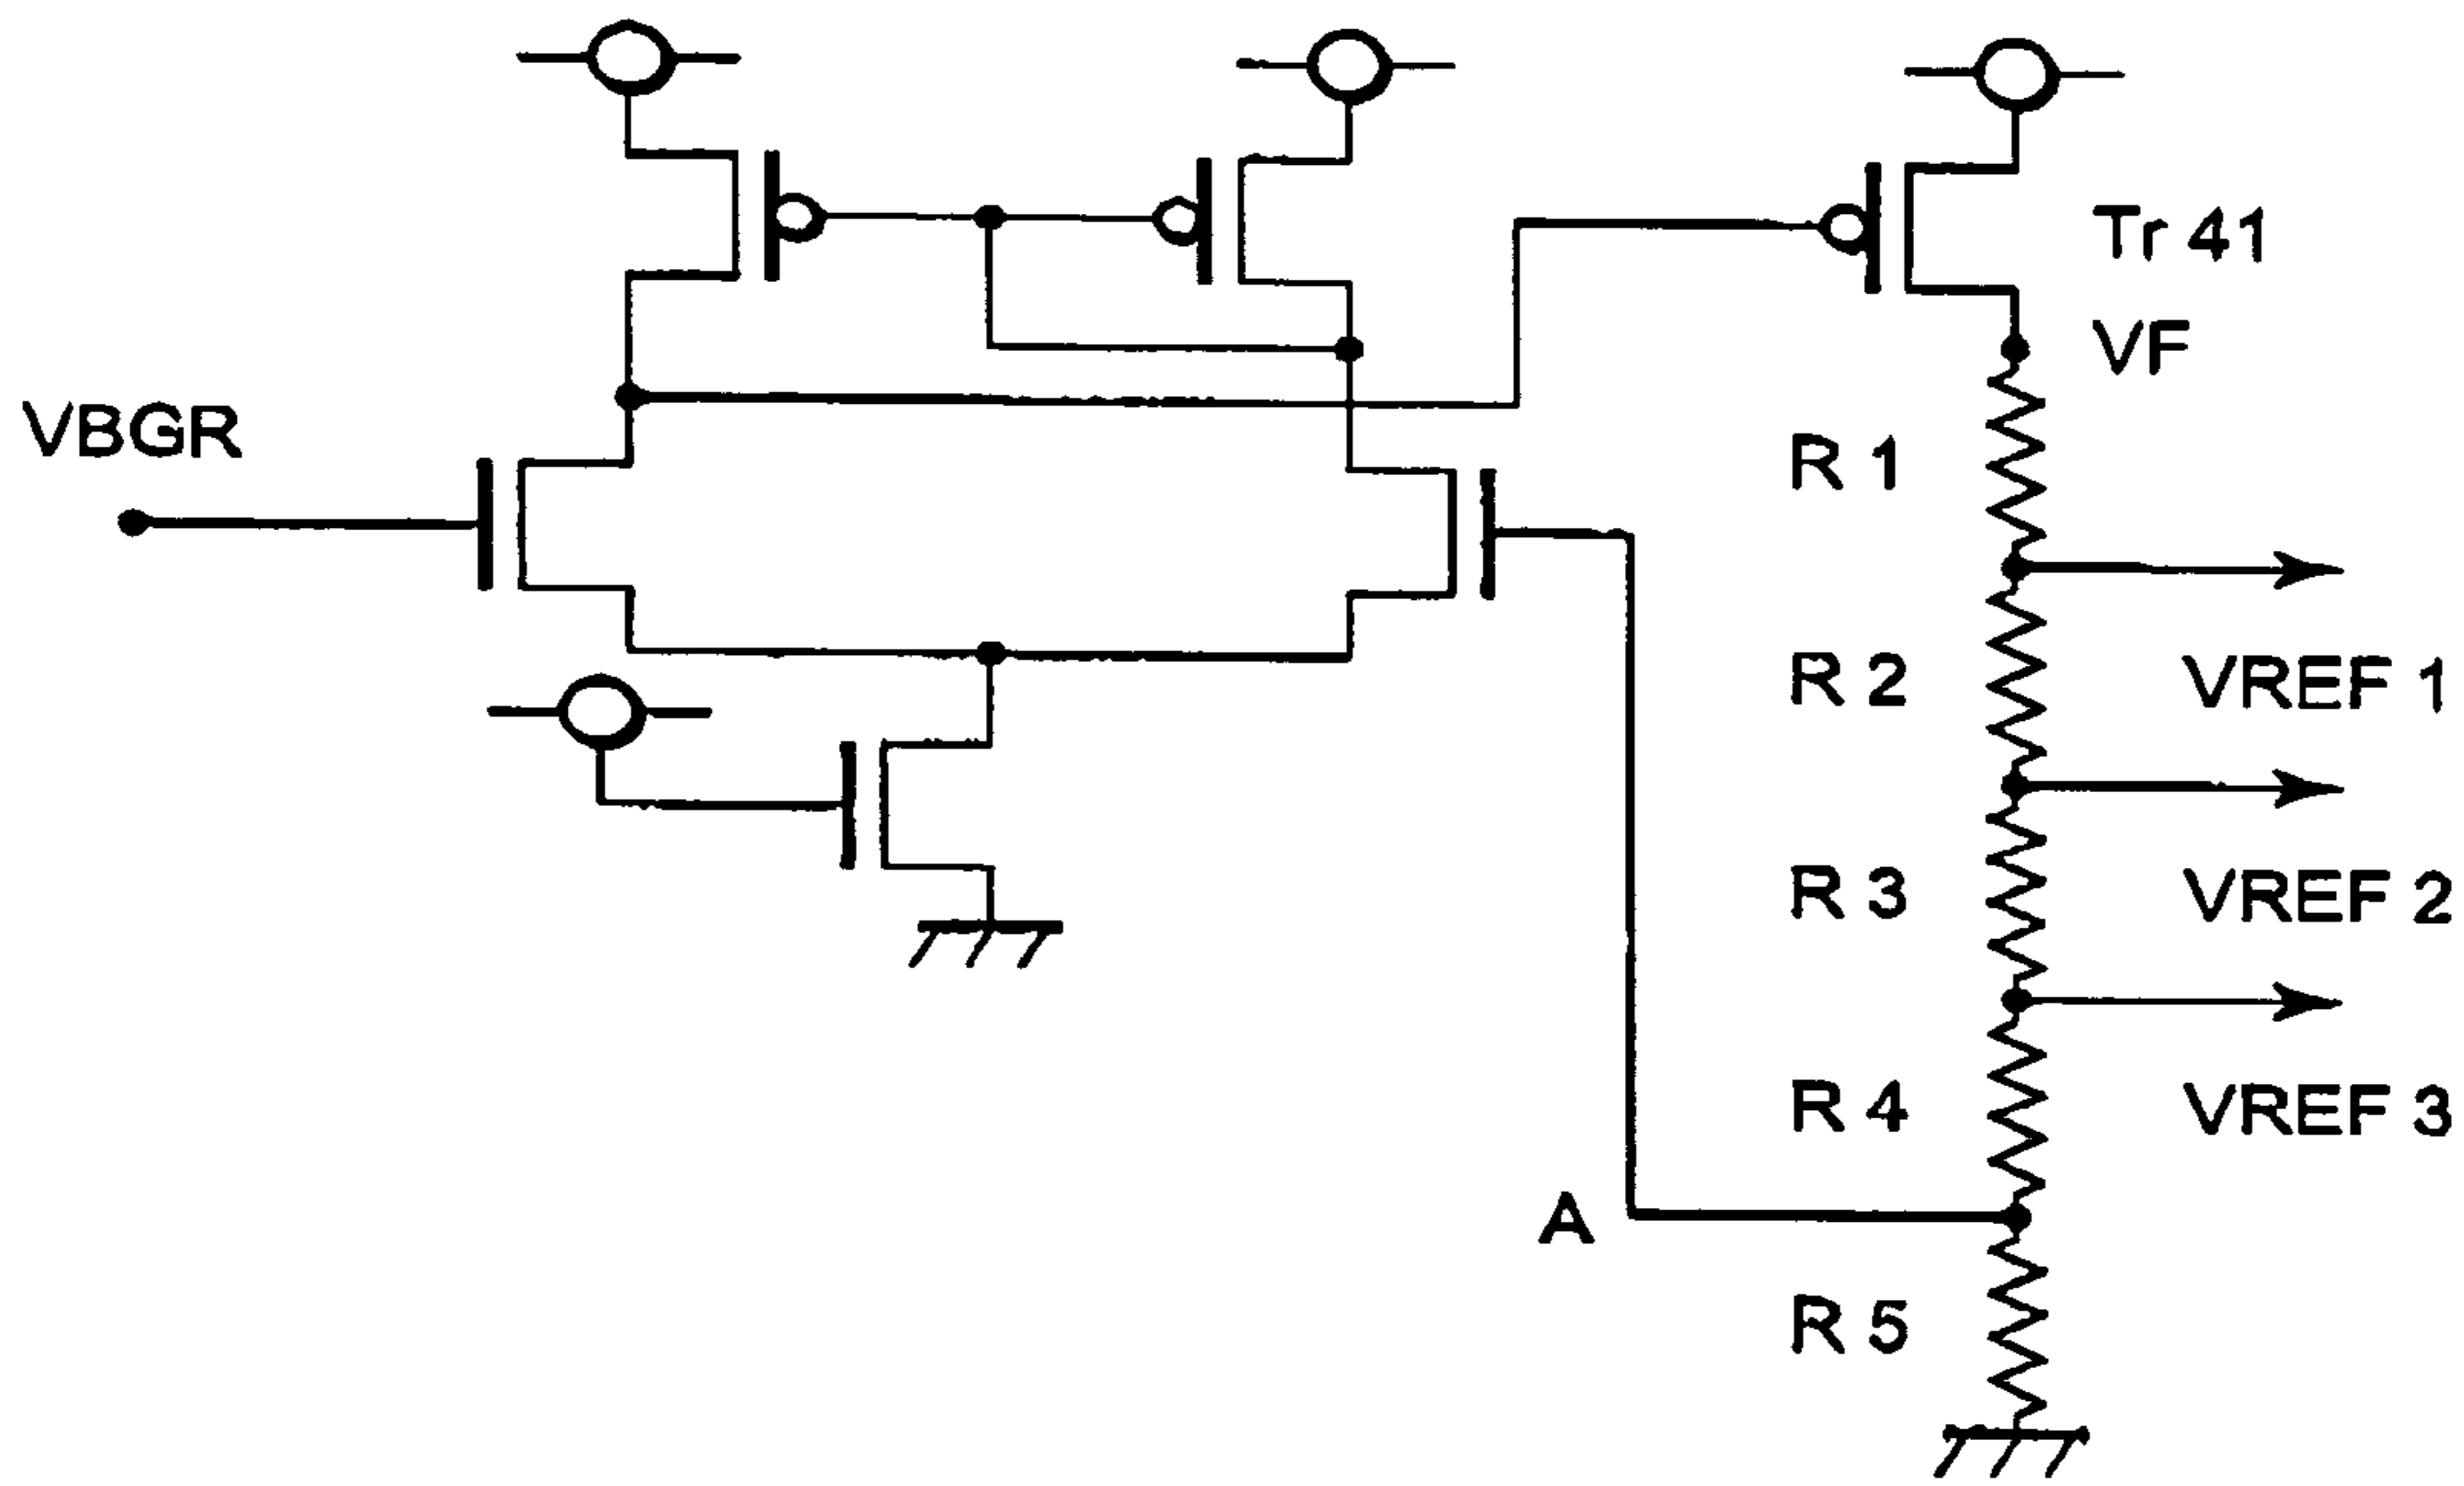 Tr 41
VF
VBGR
R 1
R 2
VREF 1
R 3
VREF 2
R 4
VREF 3
A
R 5